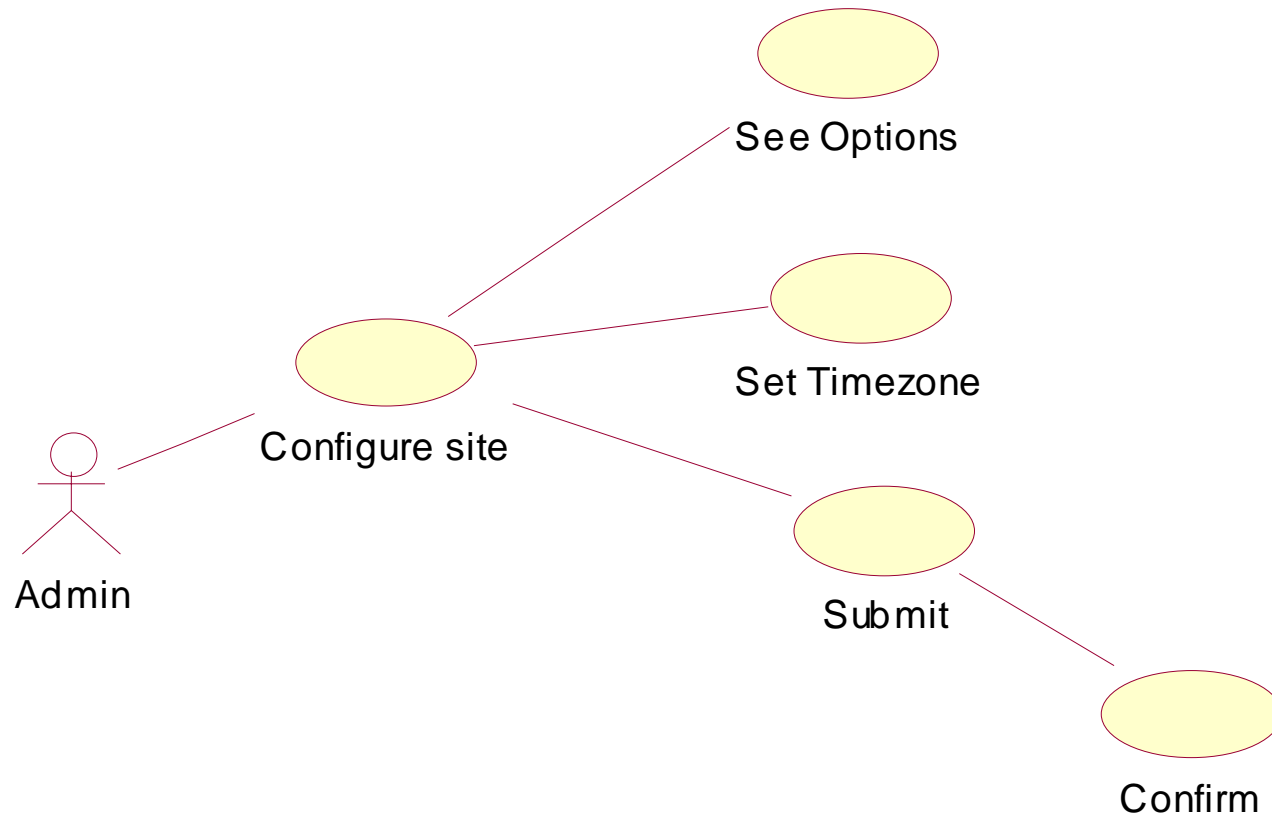 See Options
Set Timezone
Configure site
Admin
Submit
Confirm